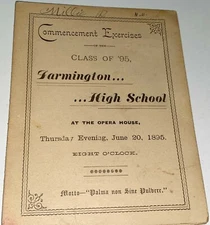 Commencement Exercises
CLASS OF '95,
Farmington...
...High School
AT THE OPERA HOUSE,
Thursday Evening, June 20, 1895.
EIGHT O'CLOCK.
Motto—"Palma non Sine Pulvere."